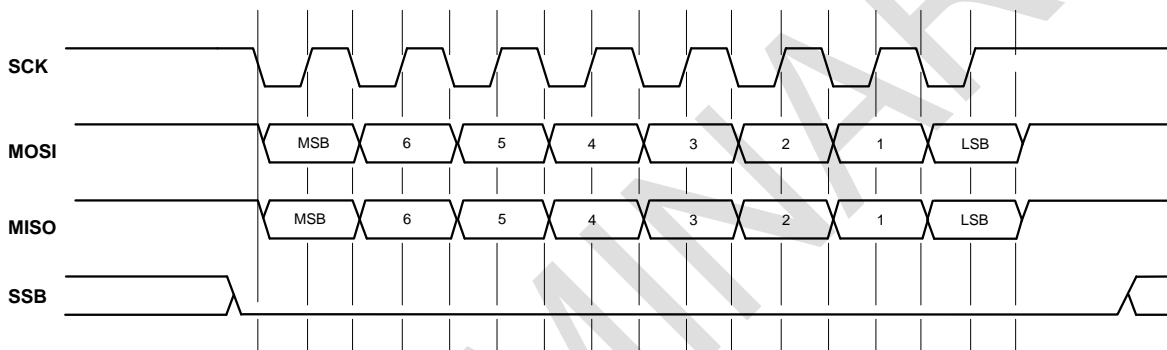 SCK
MOSI MSB 6 5 4 3 2 1 LSB
MISO MSB 6 5 4 3 2 1 LSB
SSB